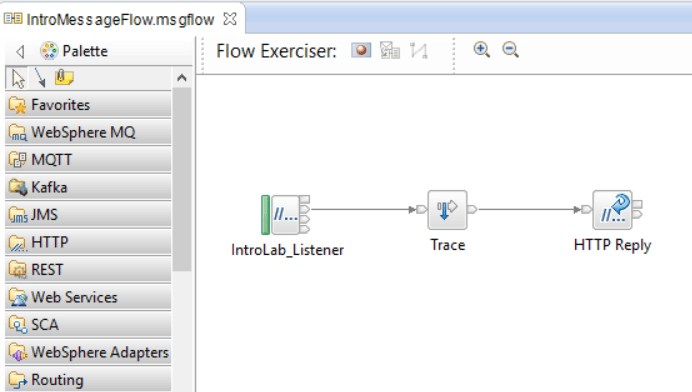 IntroMessageFlow.msgflow
Palette
Flow Exerciser:
Favorites
WebSphere MQ
MQTT
Kafka
JMS
HTTP
REST
Web Services
SCA
WebSphere Adapters
Routing
IntroLab_Listener
Trace
HTTP Reply